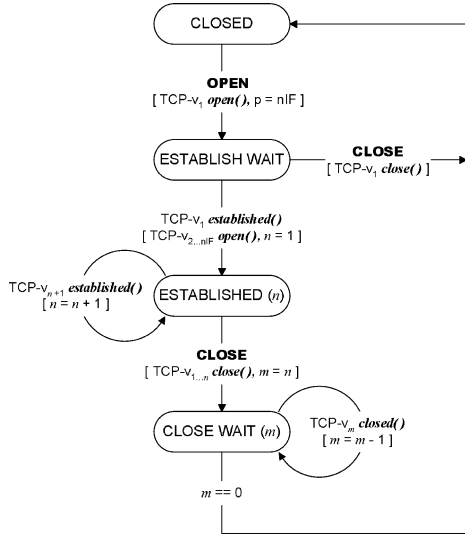 CLOSED
OPEN
[ TCP-v1 open(), p = nIF ]
ESTABLISH WAIT
CLOSE
[ TCP-v1 close() ]
TCP-v1 established()
[ TCP-v2...nIF open(), n = 1 ]
TCP-vn+1 established()
[ n = n + 1 ]
ESTABLISHED (n)
CLOSE
[ TCP-v1...n close(), m = n ]
CLOSE WAIT (m)
TCP-vm closed()
[ m = m - 1 ]
m == 0